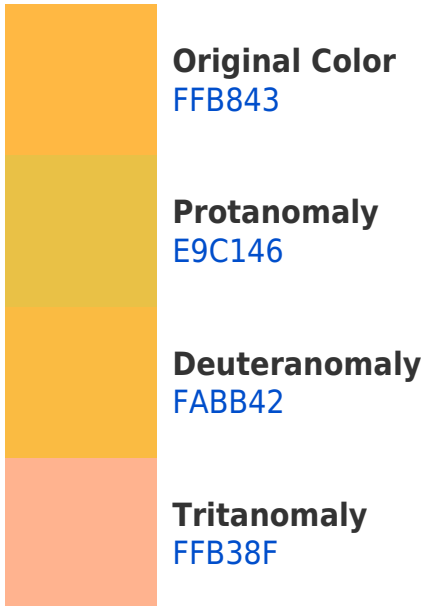 Original Color
FFB843
Protanomaly
E9C146
Deuteranomaly
FABB42
Tritanomaly
FFB38F